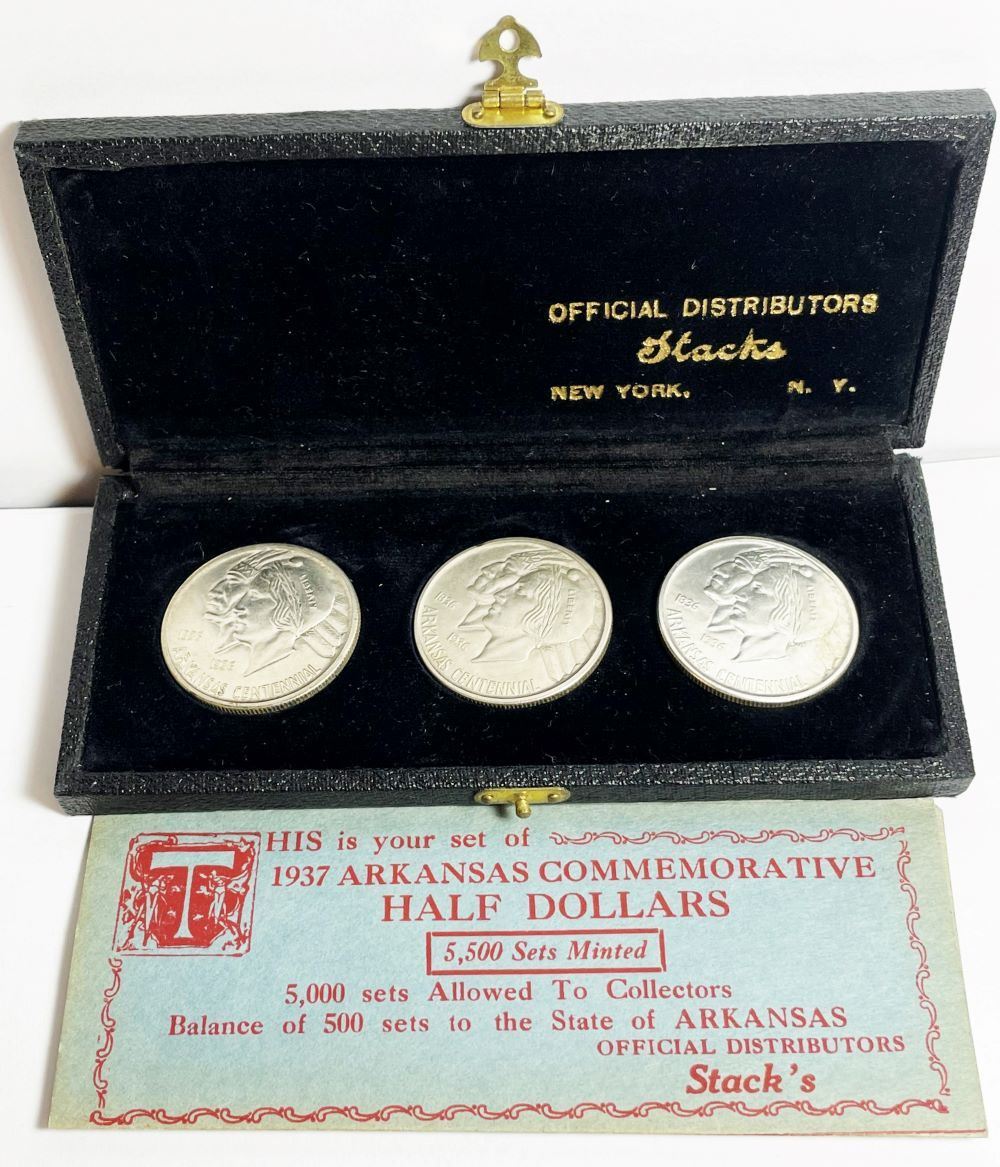 OFFICIAL DISTRIBUTORS
Stacks
NEW YORK, N. Y.
LIBERTY
1836
1936
ARKANSAS CENTENNIAL
LIBERTY
1836
1936
ARKANSAS CENTENNIAL
LIBERTY
1836
1936
ARKANSAS CENTENNIAL
THIS is your set of
1937 ARKANSAS COMMEMORATIVE
HALF DOLLARS
5,500 Sets Minted
5,000 sets Allowed To Collectors
Balance of 500 sets to the State of ARKANSAS
OFFICIAL DISTRIBUTORS
Stack's